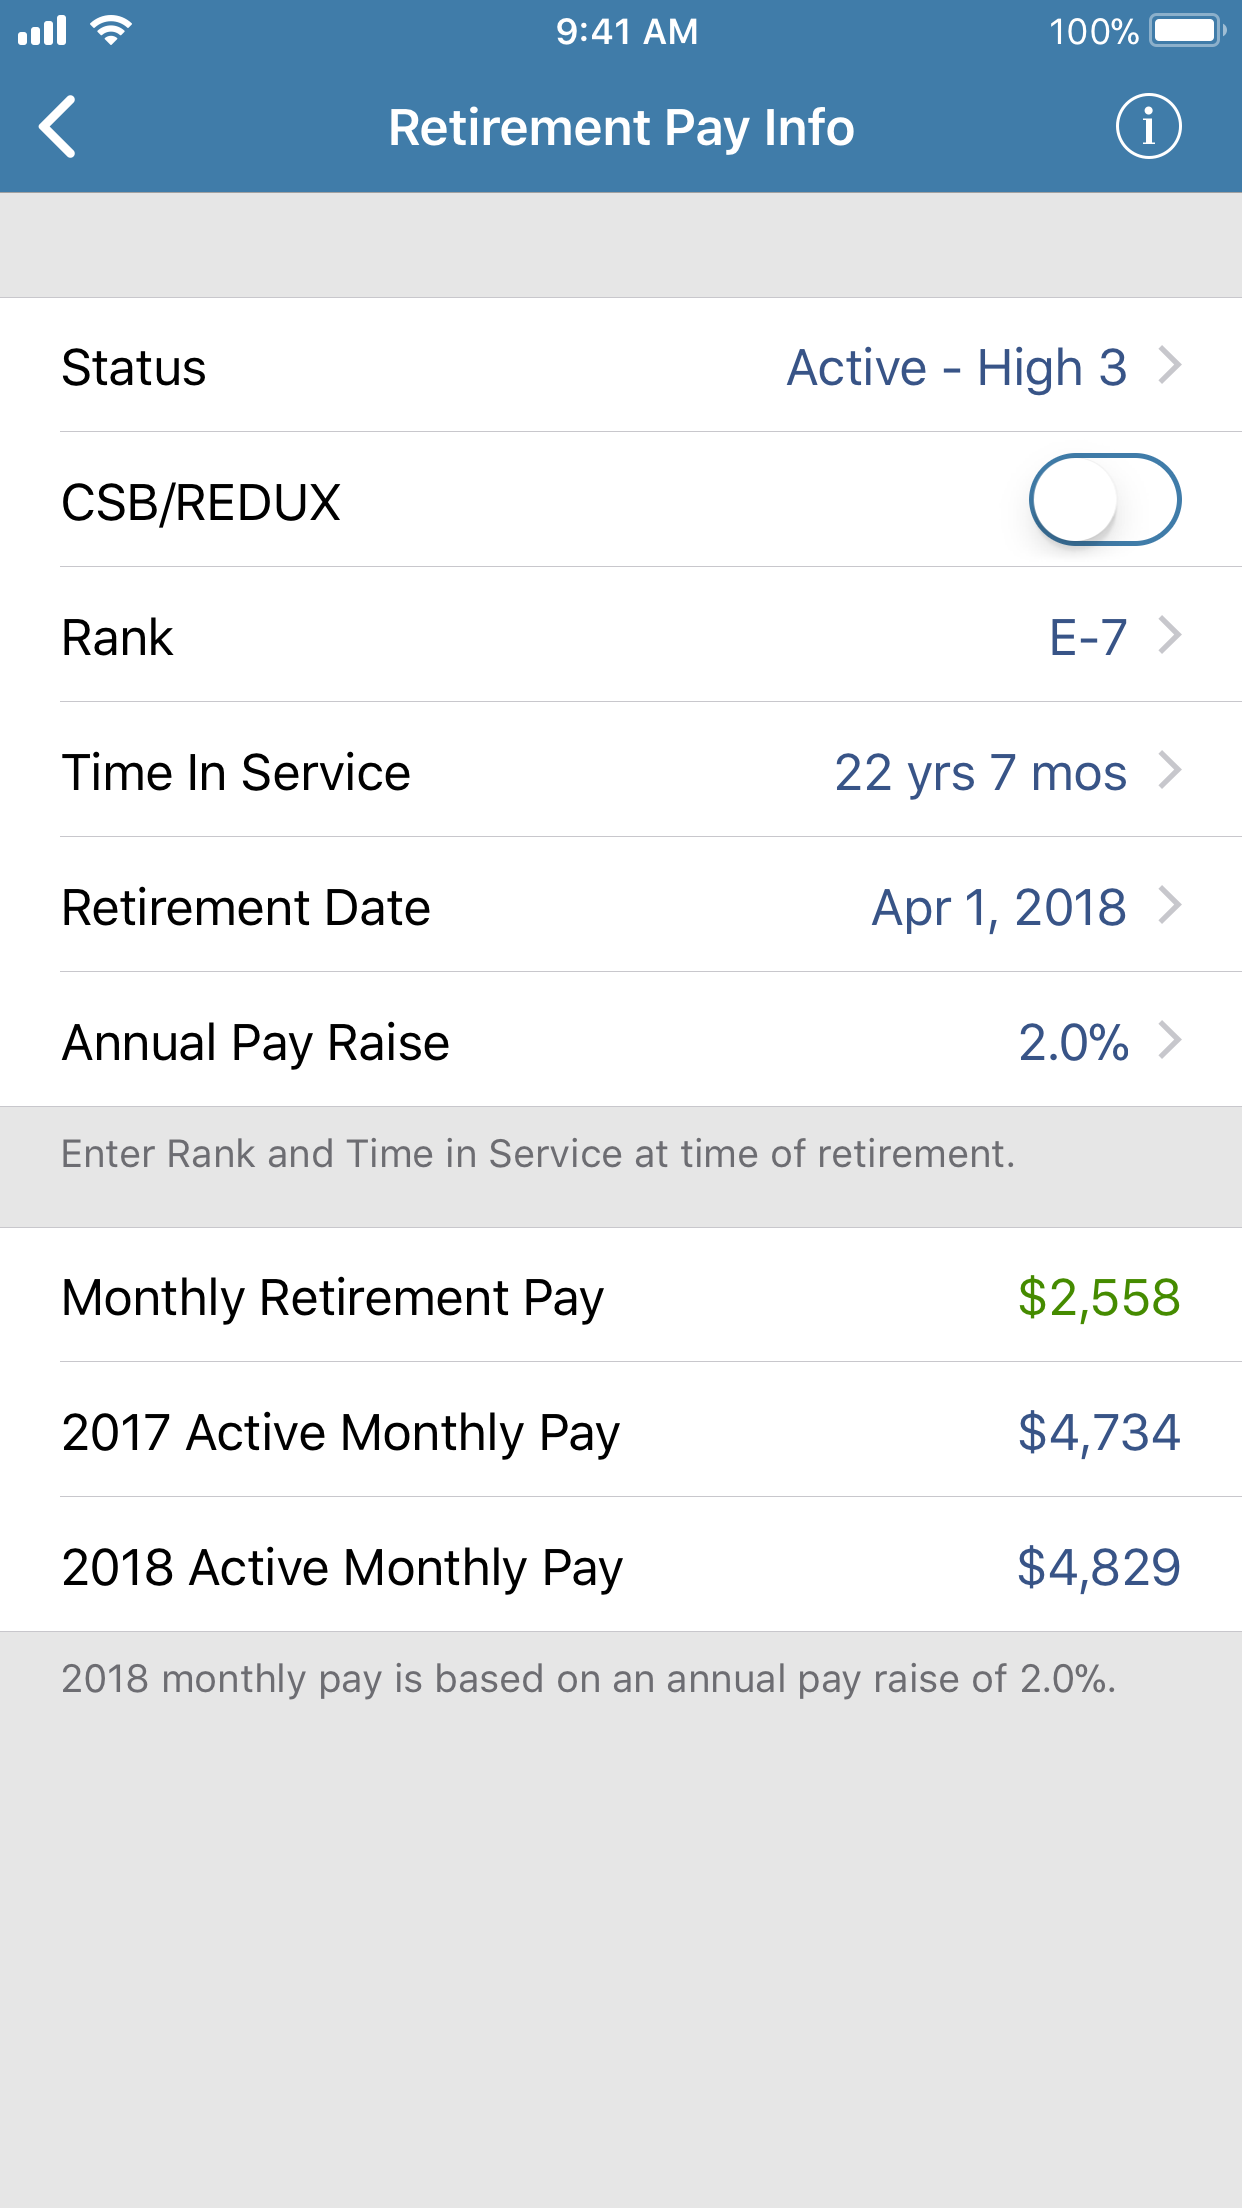 9:41 AM 100%
Retirement Pay Info
Status Active - High 3
CSB/REDUX
Rank E-7
Time In Service 22 yrs 7 mos
Retirement Date Apr 1, 2018
Annual Pay Raise 2.0%
Enter Rank and Time in Service at time of retirement.
Monthly Retirement Pay $2,558
2017 Active Monthly Pay $4,734
2018 Active Monthly Pay $4,829
2018 monthly pay is based on an annual pay raise of 2.0%.